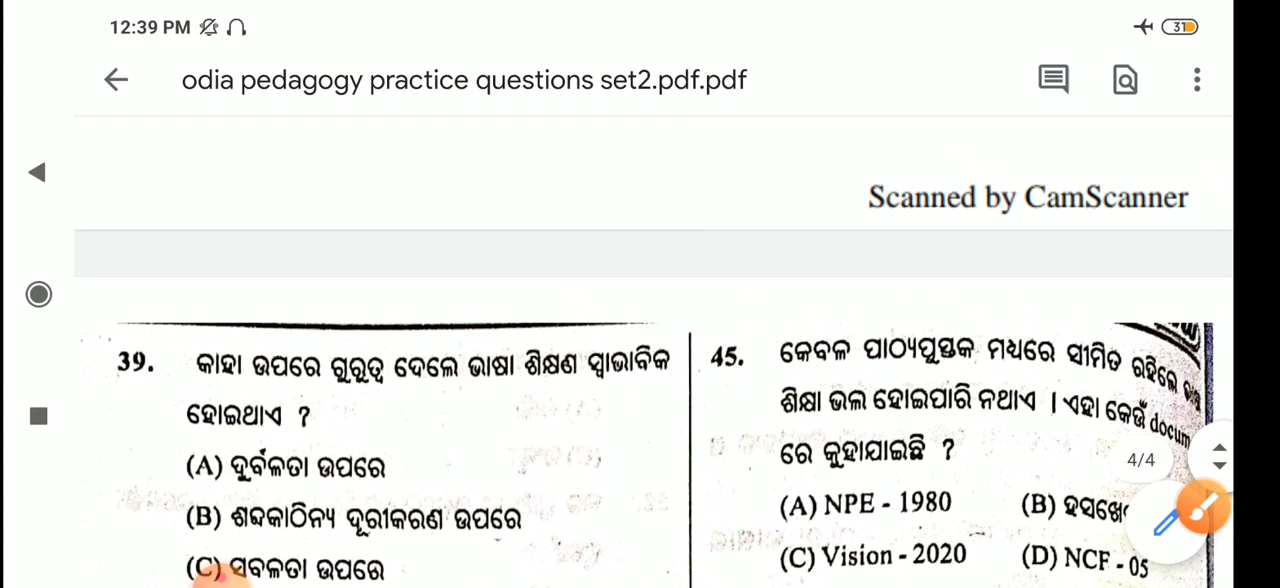 12:39 PM
31
odia pedagogy practice questions set2.pdf.pdf
Scanned by CamScanner
39. କାହା ଉପରେ ଗୁରୁତ୍ୱ ଦେଲେ ଭାଷା ଶିକ୍ଷଣ ସ୍ୱାଭାବିକ
ହୋଇଥାଏ ?
(A) ଦୁର୍ବଳତା ଉପରେ
(B) ଶବ୍ଦକାଠିନ୍ୟ ଦୂରୀକରଣ ଉପରେ
(C) ସବଳତା ଉପରେ
45. କେବଳ ପାଠ୍ୟପୁସ୍ତକ ମଧ୍ୟରେ ସୀମିତ ରହିଲେ
ଶିକ୍ଷା ଭଲ ହୋଇପାରି ନଥାଏ । ଏହା କେଉଁ docum
ରେ କୁହାଯାଇଛି ?
4/4
(A) NPE - 1980 (B)
(C) Vision - 2020 (D) NCF - 05